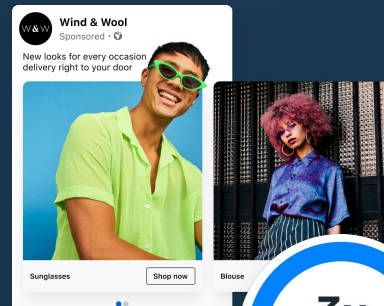 W&W
Wind & Wool
Sponsored
New looks for every occasion
delivery right to your door
Sunglasses
Shop now
Blouse